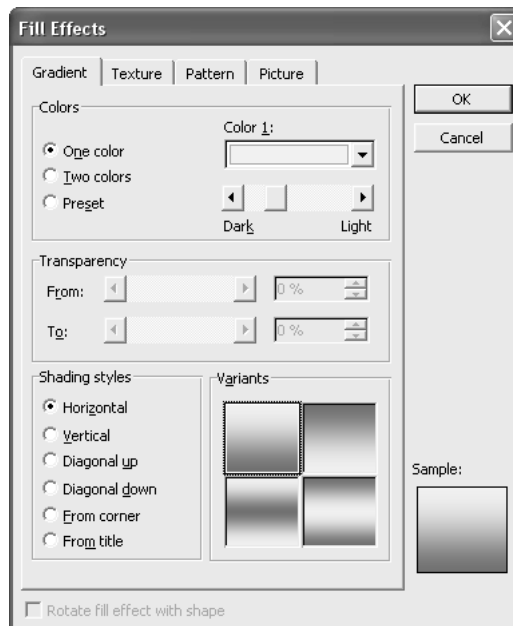 Fill Effects
Gradient Texture Pattern Picture
OK
Cancel
Colors
Color 1:
One color
Two colors
Preset
Dark Light
Transparency
From: 0 %
To: 0 %
Shading styles
Horizontal
Vertical
Diagonal up
Diagonal down
From corner
From title
Variants
Sample:
Rotate fill effect with shape